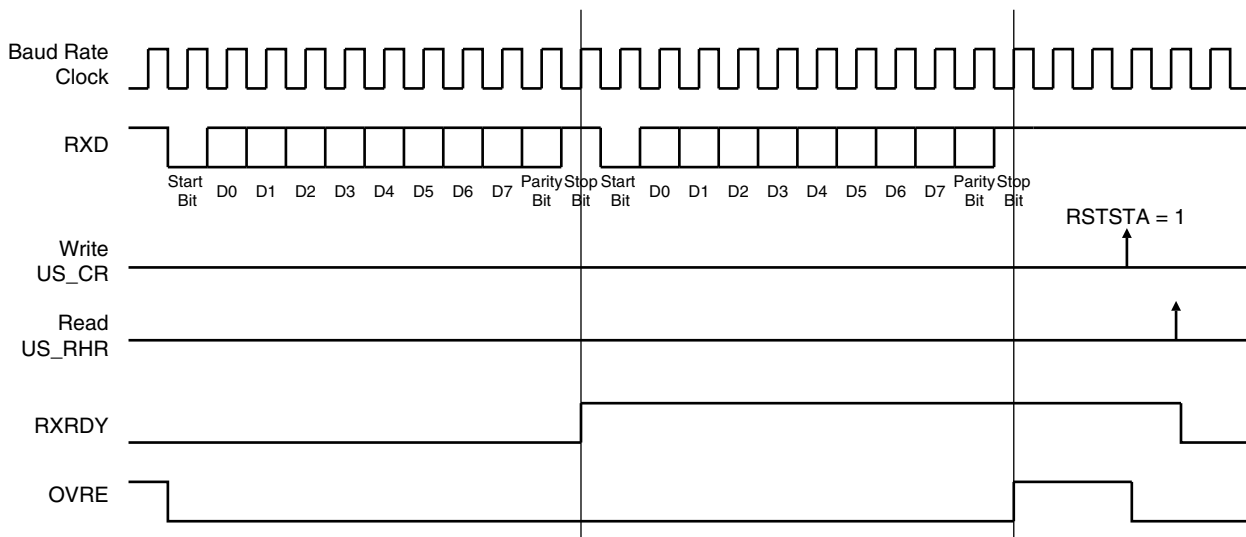 Baud Rate
Clock
RXD
Start
Bit
D0
D1
D2
D3
D4
D5
D6
D7
Parity
Bit
Stop
Bit
Start
Bit
D0
D1
D2
D3
D4
D5
D6
D7
Parity
Bit
Stop
Bit
RSTSTA = 1
Write
US_CR
Read
US_RHR
RXRDY
OVRE